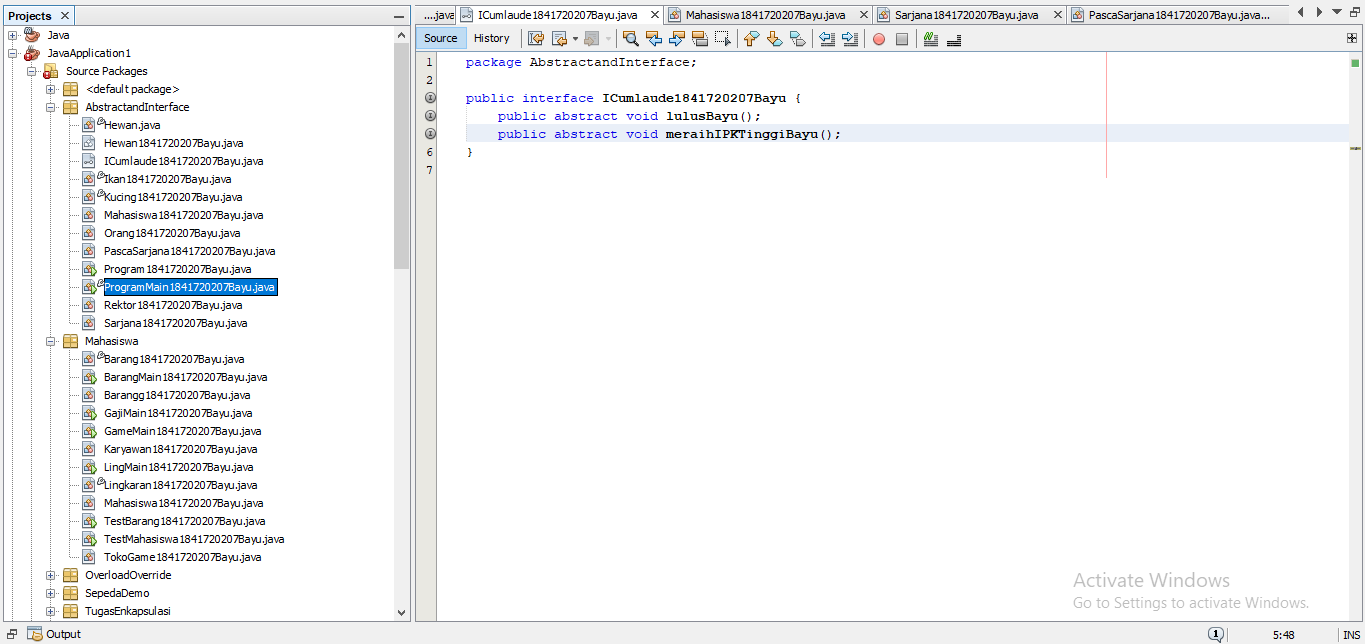 Projects
Java
JavaApplication1
Source Packages
<default package>
AbstractandInterface
Hewan.java
Hewan1841720207Bayu.java
ICumlaude1841720207Bayu.java
Ikan1841720207Bayu.java
Kucing1841720207Bayu.java
Mahasiswa1841720207Bayu.java
Orang1841720207Bayu.java
PascaSarjana1841720207Bayu.java
Program1841720207Bayu.java
ProgramMain1841720207Bayu.java
Rektor1841720207Bayu.java
Sarjana1841720207Bayu.java
Mahasiswa
Barang1841720207Bayu.java
BarangMain1841720207Bayu.java
Barangg1841720207Bayu.java
GajiMain1841720207Bayu.java
GameMain1841720207Bayu.java
Karyawan1841720207Bayu.java
LingMain1841720207Bayu.java
Lingkaran1841720207Bayu.java
Mahasiswa1841720207Bayu.java
TestBarang1841720207Bayu.java
TestMahasiswa1841720207Bayu.java
TokoGame1841720207Bayu.java
OverloadOverride
SepedaDemo
TugasEnkapsulasi
....java ICumlaude1841720207Bayu.java Mahasiswa1841720207Bayu.java Sarjana1841720207Bayu.java PascaSarjana1841720207Bayu.java...
Source History
1 package AbstractandInterface;
2
public interface ICumlaude1841720207Bayu {
public abstract void lulusBayu();
public abstract void meraihIPKTinggiBayu();
6 }
7
Activate Windows
Go to Settings to activate Windows.
Output 1 5:48 INS